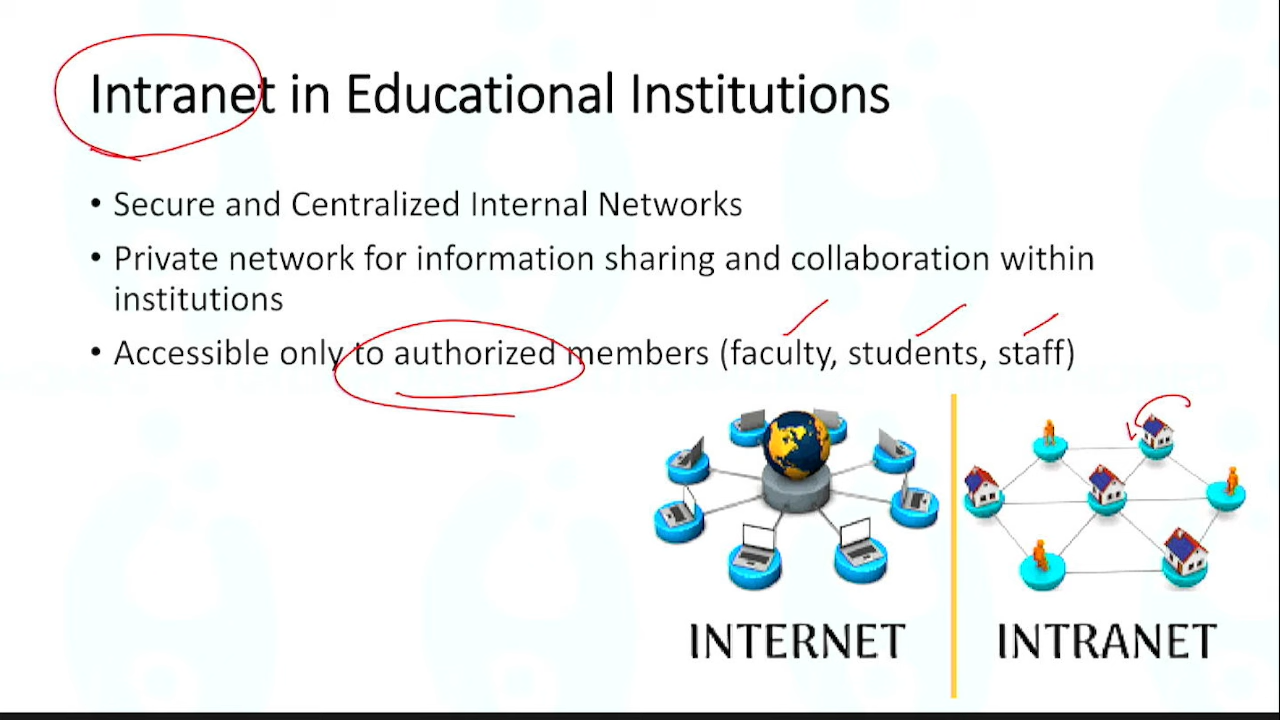 Intranet in Educational Institutions
• Secure and Centralized Internal Networks
• Private network for information sharing and collaboration within
institutions
• Accessible only to authorized members (faculty, students, staff)
INTERNET
INTRANET